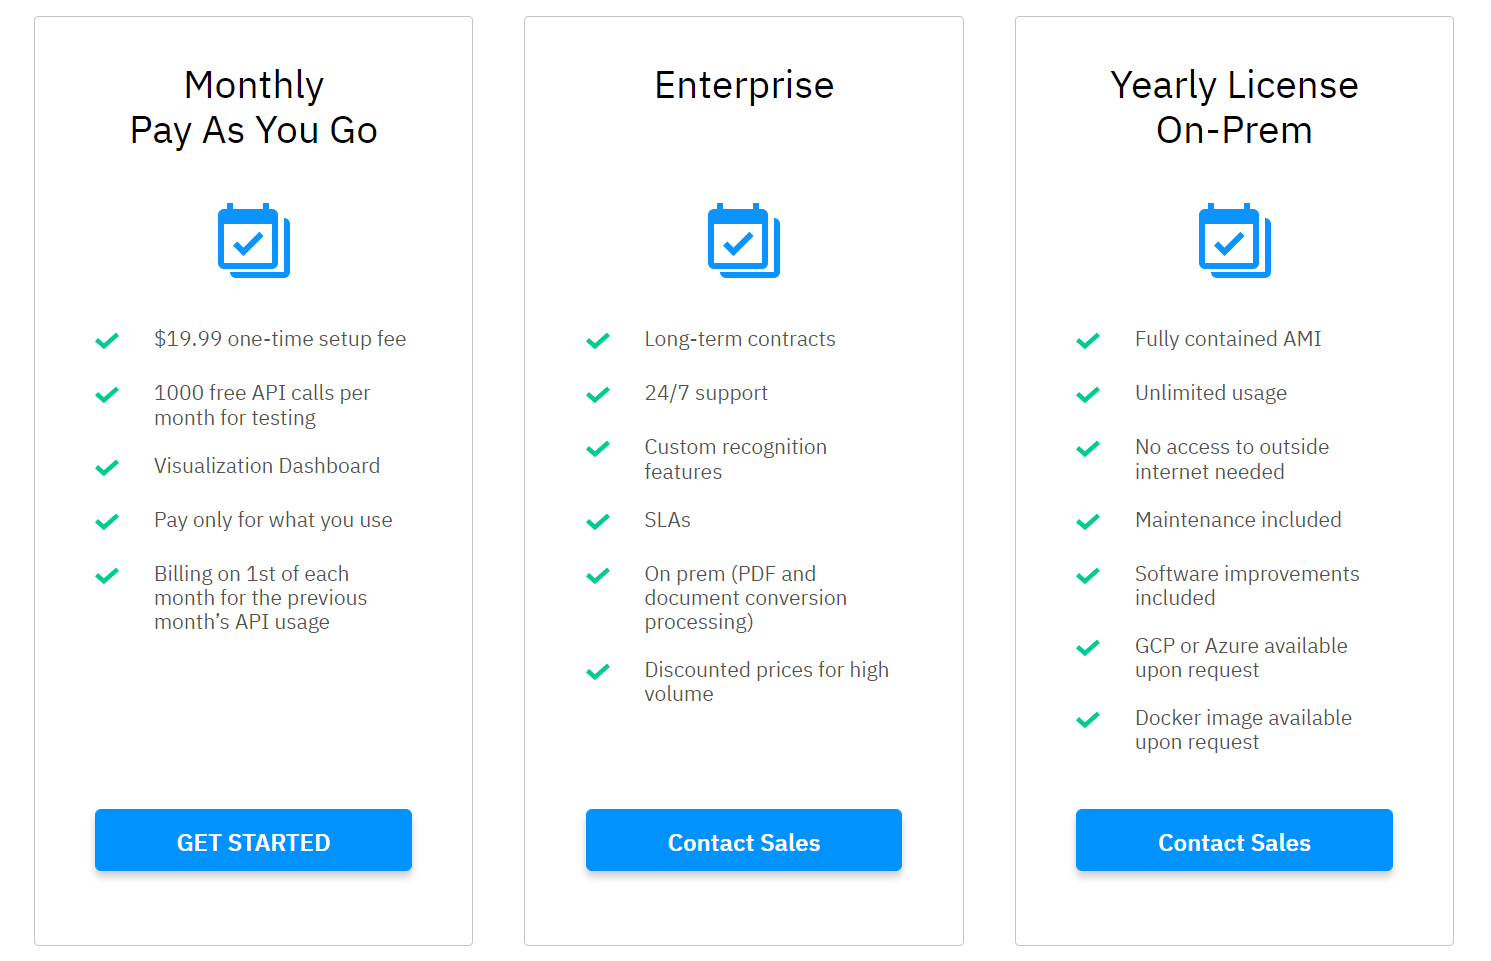 Monthly
Pay As You Go
$19.99 one-time setup fee
1000 free API calls per
month for testing
Visualization Dashboard
Pay only for what you use
Billing on 1st of each
month for the previous
month’s API usage
GET STARTED
Enterprise
Long-term contracts
24/7 support
Custom recognition
features
SLAs
On prem (PDF and
document conversion
processing)
Discounted prices for high
volume
Contact Sales
Yearly License
On-Prem
Fully contained AMI
Unlimited usage
No access to outside
internet needed
Maintenance included
Software improvements
included
GCP or Azure available
upon request
Docker image available
upon request
Contact Sales